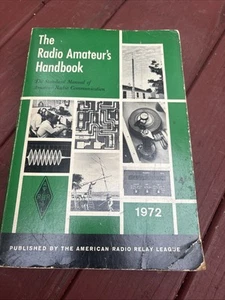 The
Radio Amateur's
Handbook
The Standard Manual of
Amateur Radio Communication
1972
PUBLISHED BY THE AMERICAN RADIO RELAY LEAGUE